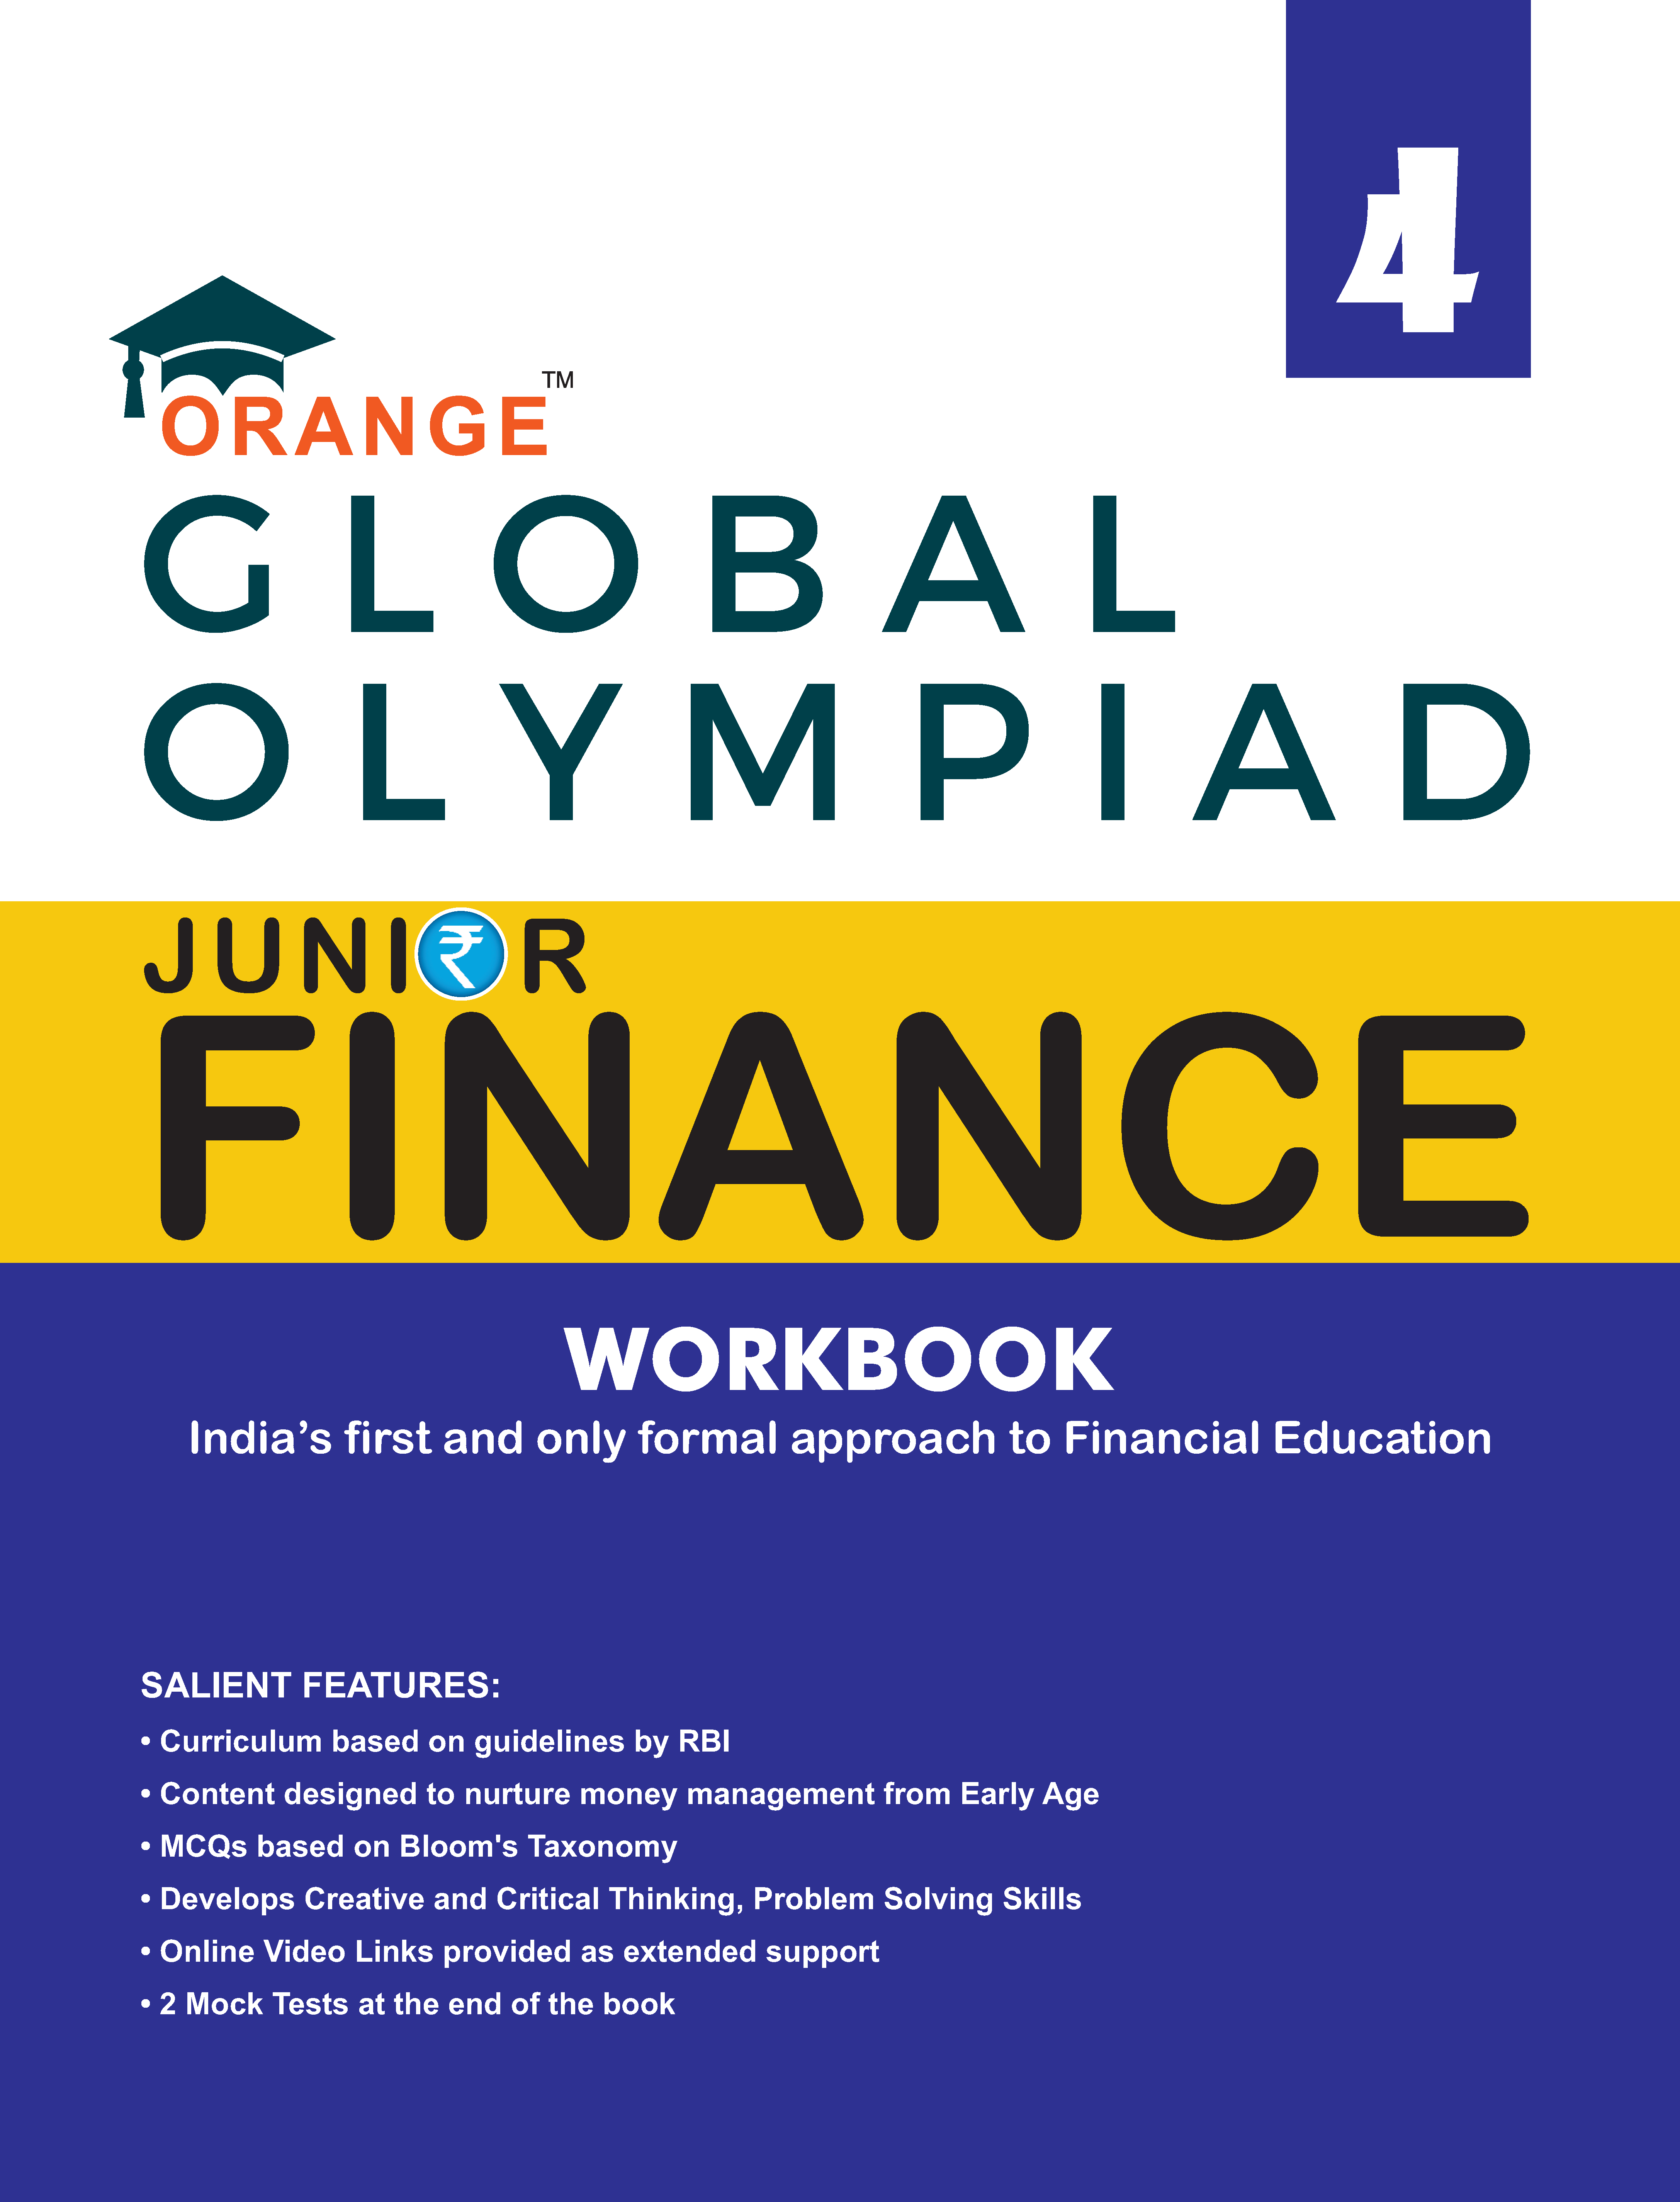 4
ORANGE™
GLOBAL
OLYMPIAD
JUNI₹R
FINANCE
WORKBOOK
India’s first and only formal approach to Financial Education
SALIENT FEATURES:
• Curriculum based on guidelines by RBI
• Content designed to nurture money management from Early Age
• MCQs based on Bloom's Taxonomy
• Develops Creative and Critical Thinking, Problem Solving Skills
• Online Video Links provided as extended support
• 2 Mock Tests at the end of the book